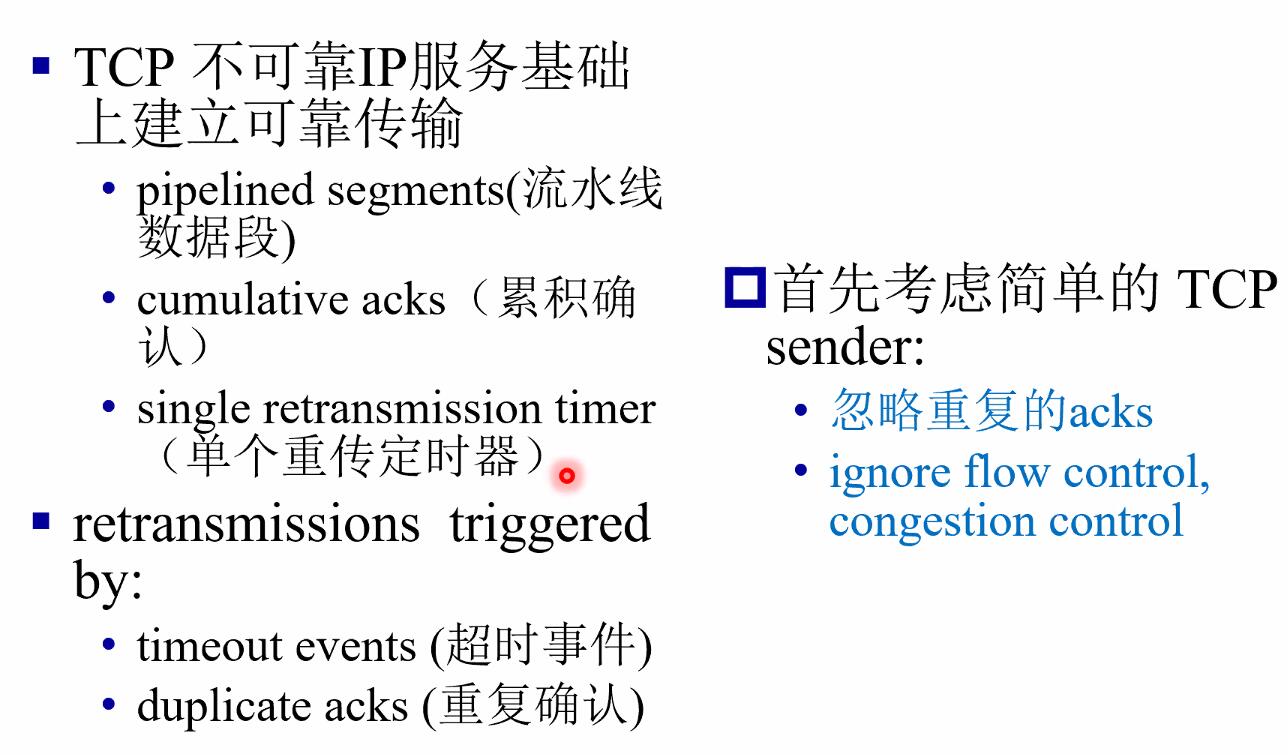 TCP 不可靠IP服务基础
上建立可靠传输
pipelined segments(流水线
数据段)
cumulative acks（累积确
认）
single retransmission timer
（单个重传定时器）
retransmissions triggered
by:
timeout events (超时事件)
duplicate acks (重复确认)
首先考虑简单的 TCP
sender:
忽略重复的acks
ignore flow control,
congestion control